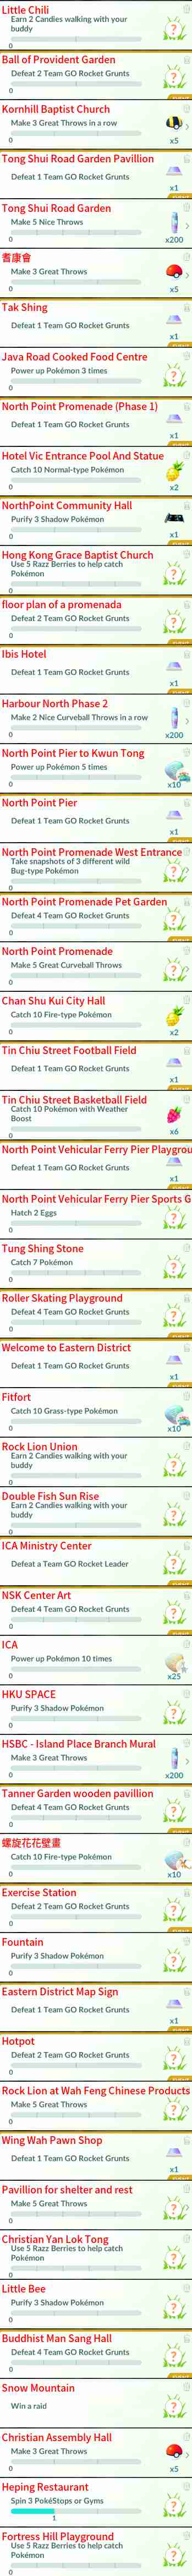 Little Chili
Earn 2 Candies walking with your
buddy
0
Ball of Provident Garden
Defeat 2 Team GO Rocket Grunts
0
Kornhill Baptist Church
Make 3 Great Throws in a row
0
x5
Tong Shui Road Garden Pavillion
Defeat 1 Team GO Rocket Grunts
0
x1
Tong Shui Road Garden
Make 5 Nice Throws
0
x200
耆康會
Make 3 Great Throws
0
x5
Tak Shing
Defeat 1 Team GO Rocket Grunts
0
x1
Java Road Cooked Food Centre
Power up Pokémon 3 times
0
North Point Promenade (Phase 1)
Defeat 1 Team GO Rocket Grunts
0
x1
Hotel Vic Entrance Pool And Statue
Catch 10 Normal-type Pokémon
0
x2
NorthPoint Community Hall
Purify 3 Shadow Pokémon
0
x1
Hong Kong Grace Baptist Church
Use 5 Razz Berries to help catch
Pokémon
0
floor plan of a promenada
Defeat 2 Team GO Rocket Grunts
0
Ibis Hotel
Defeat 1 Team GO Rocket Grunts
0
x1
Harbour North Phase 2
Make 2 Nice Curveball Throws in a row
0
x200
North Point Pier to Kwun Tong
Power up Pokémon 5 times
0
x10
North Point Pier
Defeat 1 Team GO Rocket Grunts
0
x1
North Point Promenade West Entrance
Take snapshots of 3 different wild
Bug-type Pokémon
0
North Point Promenade Pet Garden
Defeat 4 Team GO Rocket Grunts
0
North Point Promenade
Make 5 Great Curveball Throws
0
Chan Shu Kui City Hall
Catch 10 Fire-type Pokémon
0
x2
Tin Chiu Street Football Field
Defeat 1 Team GO Rocket Grunts
0
x1
Tin Chiu Street Basketball Field
Catch 10 Pokémon with Weather
Boost
0
x6
North Point Vehicular Ferry Pier Playgrou
Defeat 1 Team GO Rocket Grunts
0
x1
North Point Vehicular Ferry Pier Sports G
Hatch 2 Eggs
0
Tung Shing Stone
Catch 7 Pokémon
0
Roller Skating Playground
Defeat 4 Team GO Rocket Grunts
0
Welcome to Eastern District
Defeat 1 Team GO Rocket Grunts
0
x1
Fitfort
Catch 10 Grass-type Pokémon
0
x10
Rock Lion Union
Earn 2 Candies walking with your
buddy
0
Double Fish Sun Rise
Earn 2 Candies walking with your
buddy
0
ICA Ministry Center
Defeat a Team GO Rocket Leader
NSK Center Art
Defeat 4 Team GO Rocket Grunts
0
ICA
Power up Pokémon 10 times
0
x25
HKU SPACE
Purify 3 Shadow Pokémon
0
HSBC - Island Place Branch Mural
Make 3 Great Throws
0
x200
Tanner Garden wooden pavillion
Defeat 4 Team GO Rocket Grunts
0
螺旋花花壁畫
Catch 10 Fire-type Pokémon
0
x10
Exercise Station
Defeat 2 Team GO Rocket Grunts
0
Fountain
Purify 3 Shadow Pokémon
0
Eastern District Map Sign
Defeat 1 Team GO Rocket Grunts
0
x1
Hotpot
Defeat 2 Team GO Rocket Grunts
0
Rock Lion at Wah Feng Chinese Products
Make 5 Great Throws
0
Wing Wah Pawn Shop
Defeat 1 Team GO Rocket Grunts
0
x1
Pavillion for shelter and rest
Make 5 Great Throws
0
Christian Yan Lok Tong
Use 5 Razz Berries to help catch
Pokémon
0
Little Bee
Purify 3 Shadow Pokémon
0
Buddhist Man Sang Hall
Defeat 4 Team GO Rocket Grunts
0
Snow Mountain
Win a raid
Christian Assembly Hall
Make 3 Great Throws
0
x5
Heping Restaurant
Spin 3 PokéStops or Gyms
1
Fortress Hill Playground
Use 5 Razz Berries to help catch
Pokémon
0